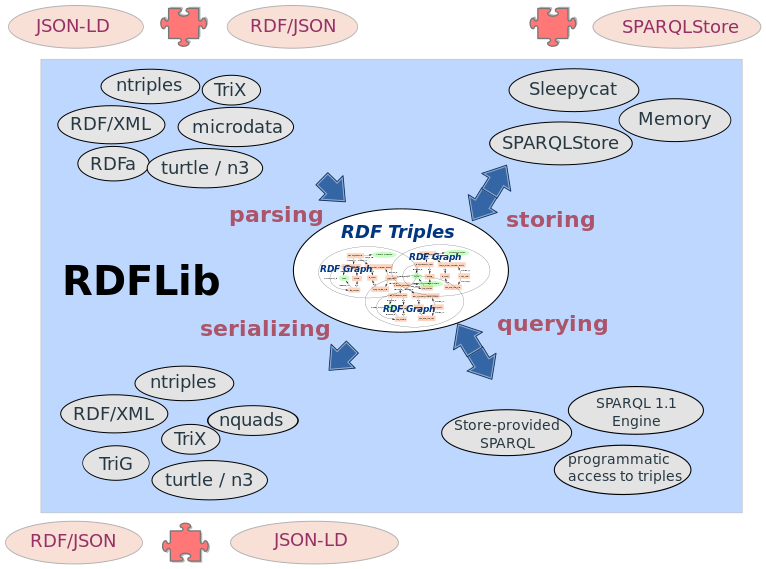 JSON-LD
RDF/JSON
SPARQLStore
ntriples
TriX
RDF/XML
microdata
RDFa
turtle / n3
Sleepycat
Memory
SPARQLStore
parsing
storing
RDF Triples
RDF Graph
RDF Graph
RDF Graph
RDFLib
serializing
querying
ntriples
RDF/XML
nquads
TriX
TriG
turtle / n3
SPARQL 1.1
Engine
Store-provided
SPARQL
programmatic
access to triples
RDF/JSON
JSON-LD